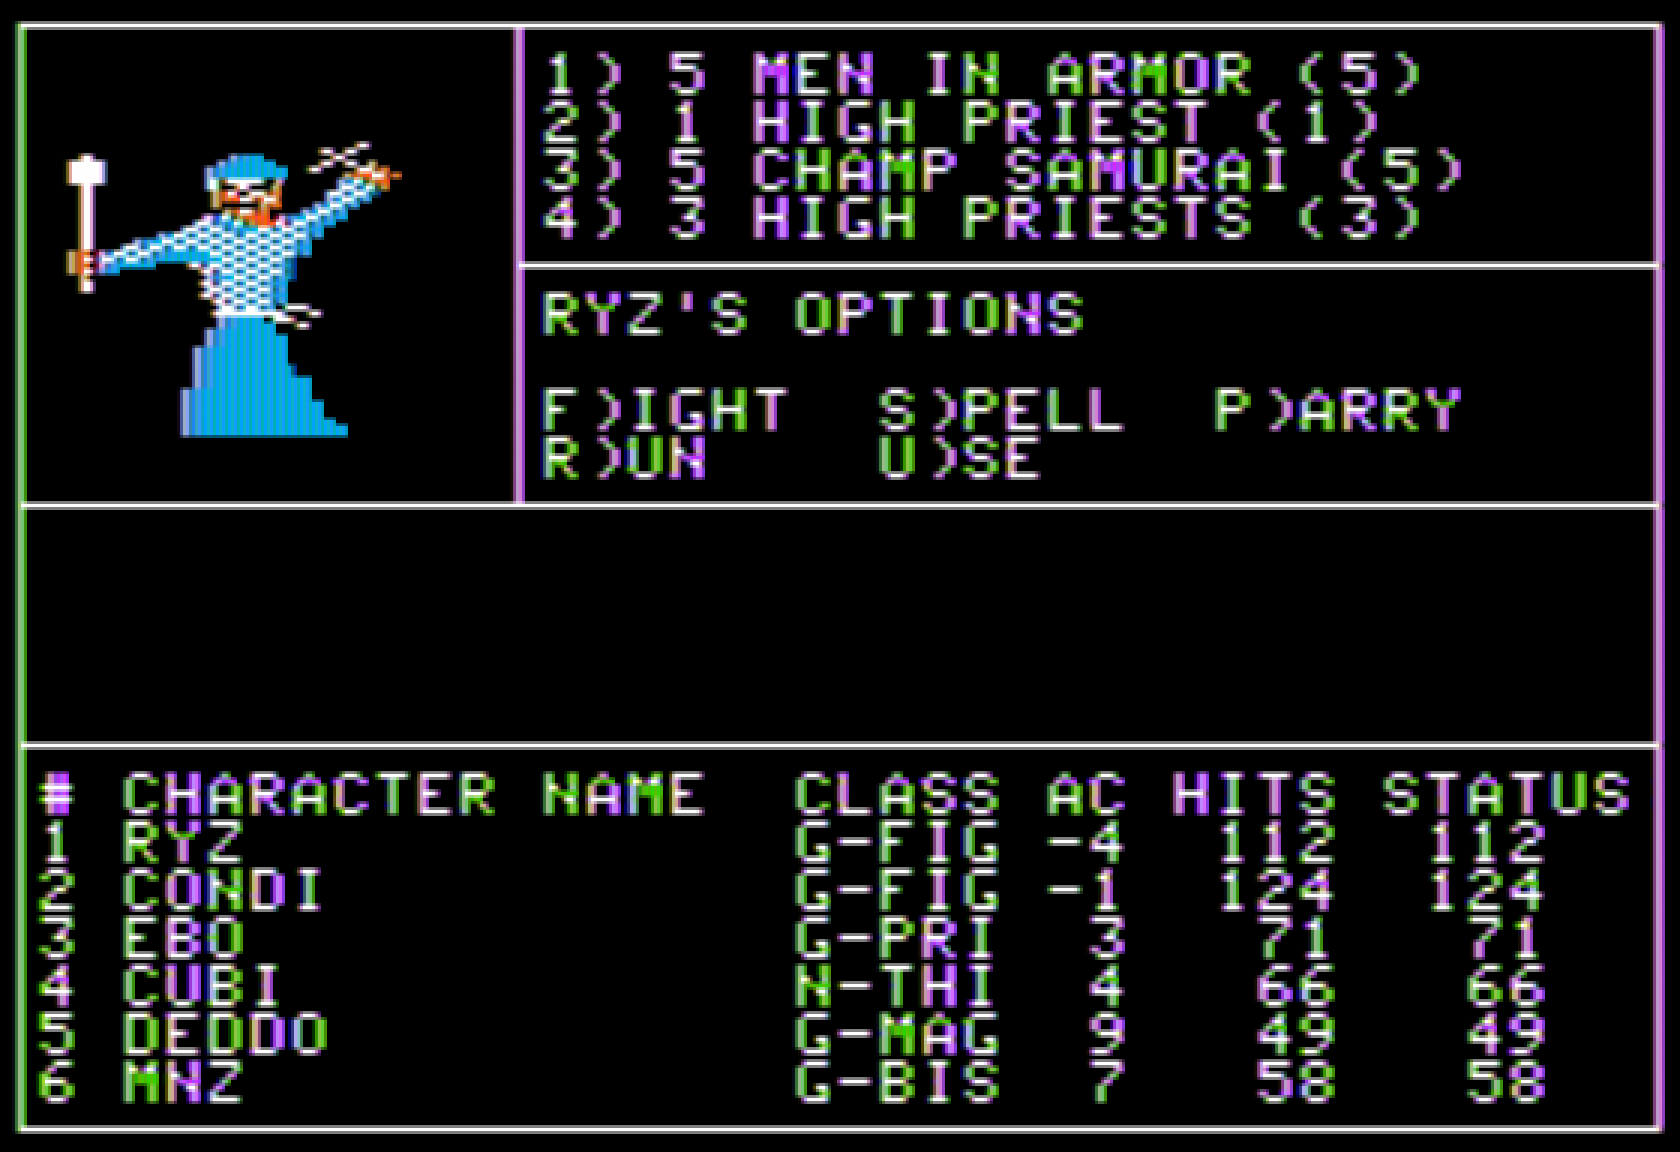 1) 5 MEN IN ARMOR (5)
2) 1 HIGH PRIEST (1)
3) 5 CHAMP SAMURAI (5)
4) 3 HIGH PRIESTS (3)
RYZ'S OPTIONS
F)IGHT S)PELL P)ARRY
R)UN U)SE
# CHARACTER NAME CLASS AC HITS STATUS
1 RYZ G-FIG -4 112 112
2 CONDI G-FIG -1 124 124
3 EBO G-PRI 3 71 71
4 CUBI N-THI 4 66 66
5 DEDDO G-MAG 9 49 49
6 MNZ G-BIS 7 58 58